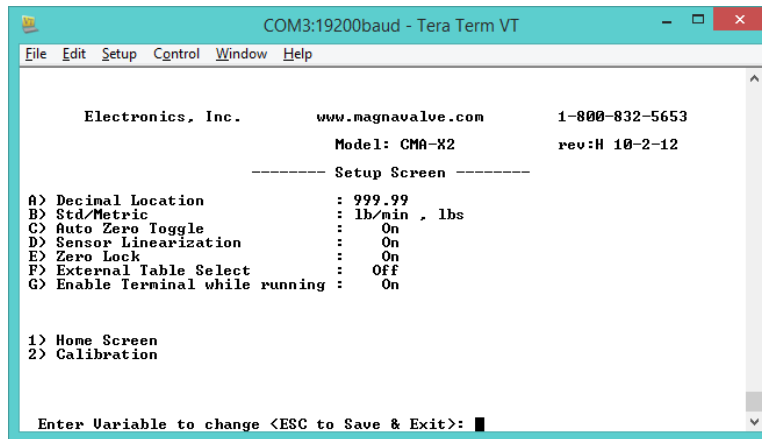 COM3:19200baud - Tera Term VT
File Edit Setup Control Window Help
Electronics, Inc. www.magnavalve.com 1-800-832-5653
Model: CMA-X2 rev:H 10-2-12
-------- Setup Screen --------
A) Decimal Location : 999.99
B) Std/Metric : lb/min , lbs
C) Auto Zero Toggle : On
D) Sensor Linearization : On
E) Zero Lock : On
F) External Table Select : Off
G) Enable Terminal while running : On
1) Home Screen
2) Calibration
Enter Variable to change <ESC to Save & Exit>: